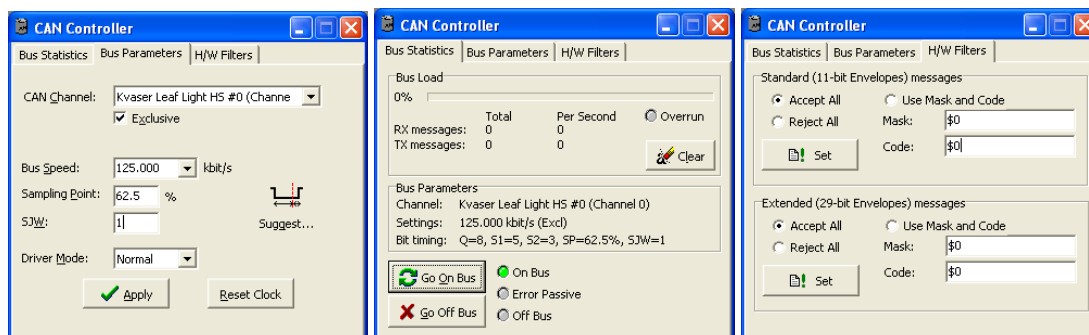 CAN Controller
Bus Statistics Bus Parameters H/W Filters
CAN Channel: Kvaser Leaf Light HS #0 (Channe
Exclusive
Bus Speed: 125.000 kbit/s
Sampling Point: 62.5 %
SJW: 1
Suggest...
Driver Mode: Normal
Apply Reset Clock
CAN Controller
Bus Statistics Bus Parameters H/W Filters
Bus Load
0%
Total Per Second Overrun
RX messages: 0 0
TX messages: 0 0
Clear
Bus Parameters
Channel: Kvaser Leaf Light HS #0 (Channel 0)
Settings: 125.000 kbit/s (Excl)
Bit timing: Q=8, S1=5, S2=3, SP=62.5%, SJW=1
Go On Bus On Bus
Error Passive
Go Off Bus Off Bus
CAN Controller
Bus Statistics Bus Parameters H/W Filters
Standard (11-bit Envelopes) messages
Accept All Use Mask and Code
Reject All Mask: $0
Set Code: $0
Extended (29-bit Envelopes) messages
Accept All Use Mask and Code
Reject All Mask: $0
Set Code: $0